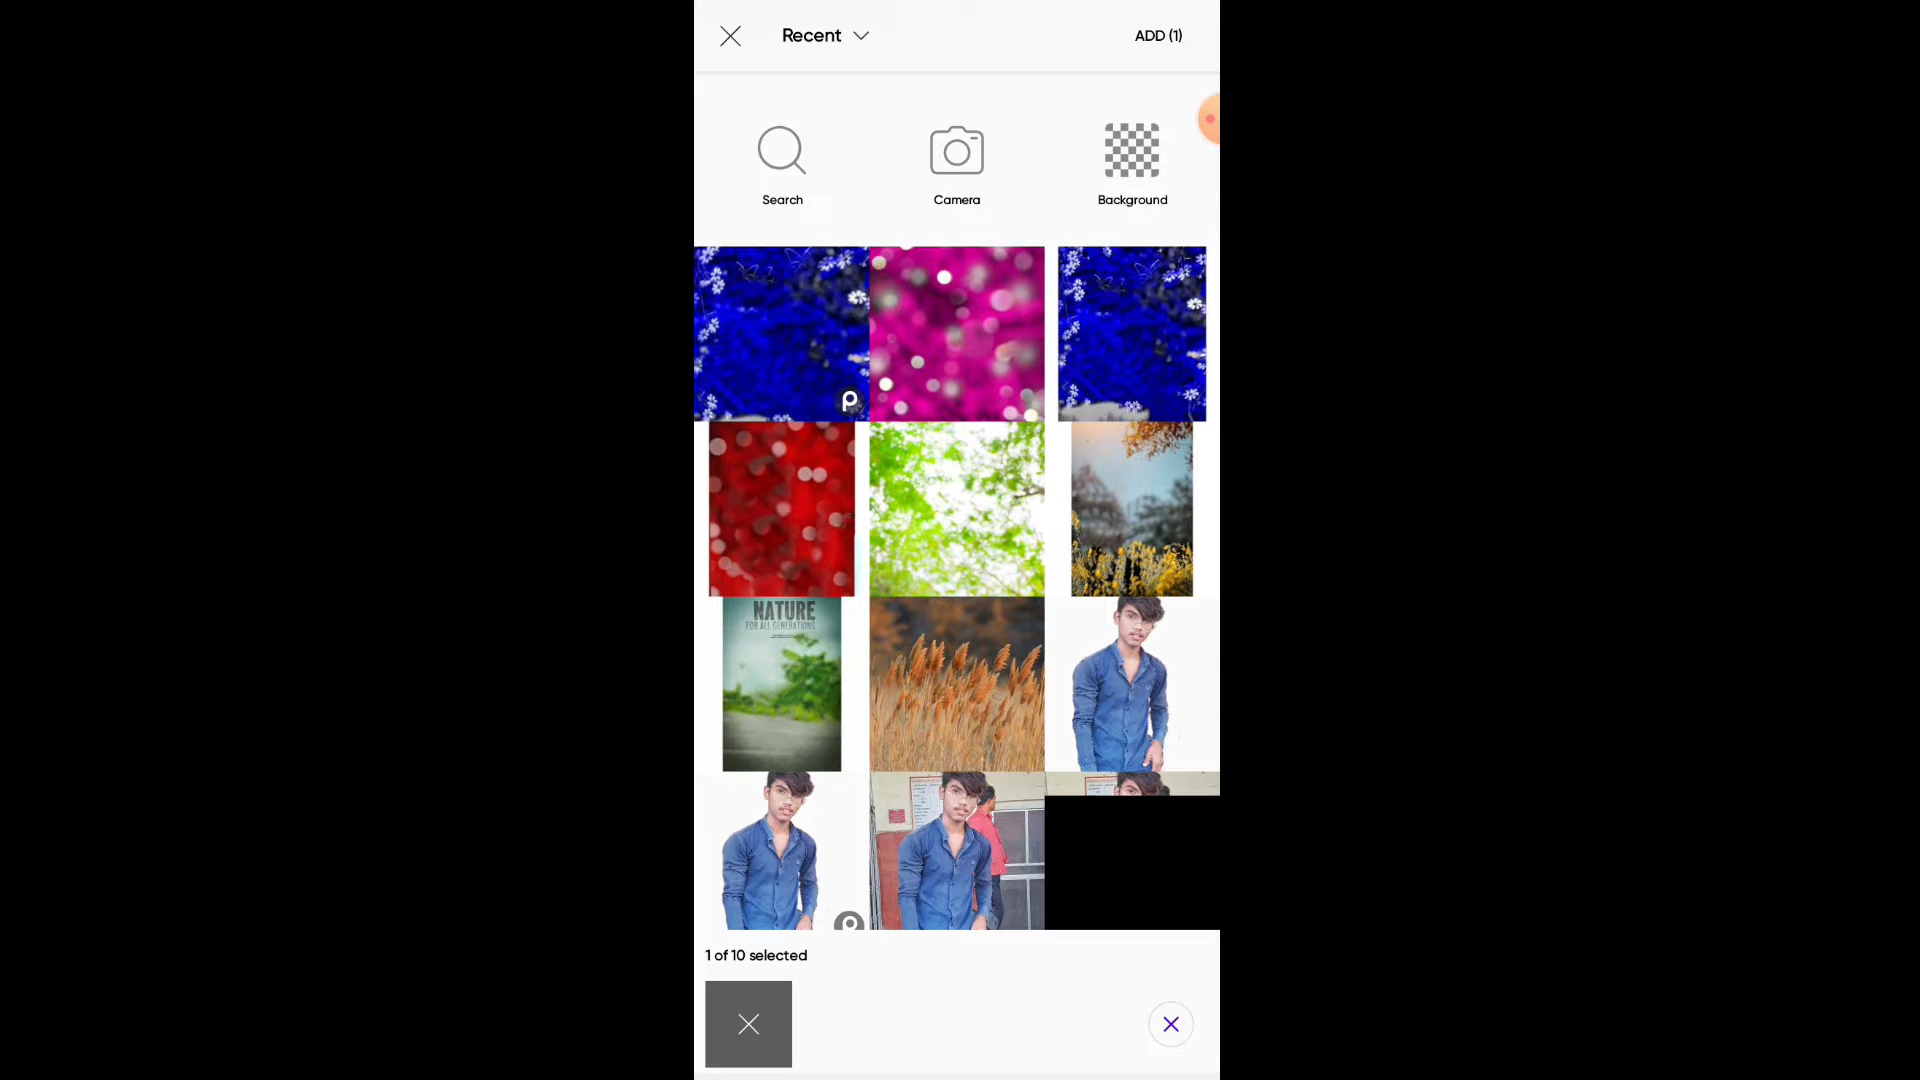 Recent
ADD (1)
Search
Camera
Background
NATURE
FOR ALL GENERATIONS
1 of 10 selected